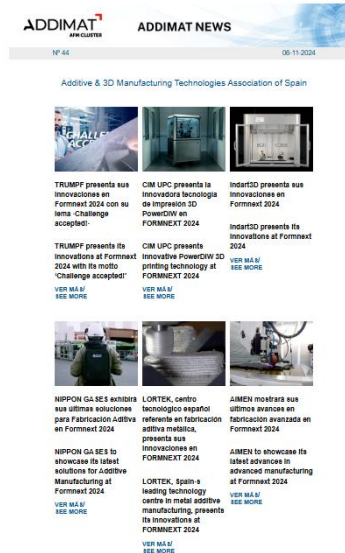 ADDIMAT
AFM CLUSTER
ADDIMAT NEWS
Nº 44
06-11-2024
Additive & 3D Manufacturing Technologies Association of Spain
CHALLE
ACCE
TRUMPF presenta sus
innovaciones en
Formnext 2024 con su
lema -Challenge
accepted!-
TRUMPF presents its
innovations at Formnext
2024 with its motto
'Challenge accepted!'
VER MÁS/
SEE MORE
CIM UPC presenta la
innovadora tecnología
de impresión 3D
PowerDIW en
FORMNEXT 2024
CIM UPC presents
innovative PowerDIW 3D
printing technology at
FORMNEXT 2024
VER MÁS/
SEE MORE
Indart3D presenta sus
innovaciones en
Formnext 2024
Indart3D presents its
innovations at Formnext
2024
VER MÁS/
SEE MORE
NIPPON GASES exhibirá
sus últimas soluciones
para Fabricación Aditiva
en Formnext 2024
NIPPON GASES to
showcase its latest
solutions for Additive
Manufacturing at
Formnext 2024
VER MÁS/
SEE MORE
LORTEK, centro
tecnológico español
referente en fabricación
aditiva metálica,
presenta sus
innovaciones en
FORMNEXT 2024
LORTEK, Spain-s
leading technology
centre in metal additive
manufacturing, presents
its innovations at
FORMNEXT 2024
VER MÁS/
SEE MORE
AIMEN mostrará sus
últimos avances en
fabricación avanzada en
Formnext 2024
AIMEN to showcase its
latest advances in
advanced manufacturing
at Formnext 2024
VER MÁS/
SEE MORE